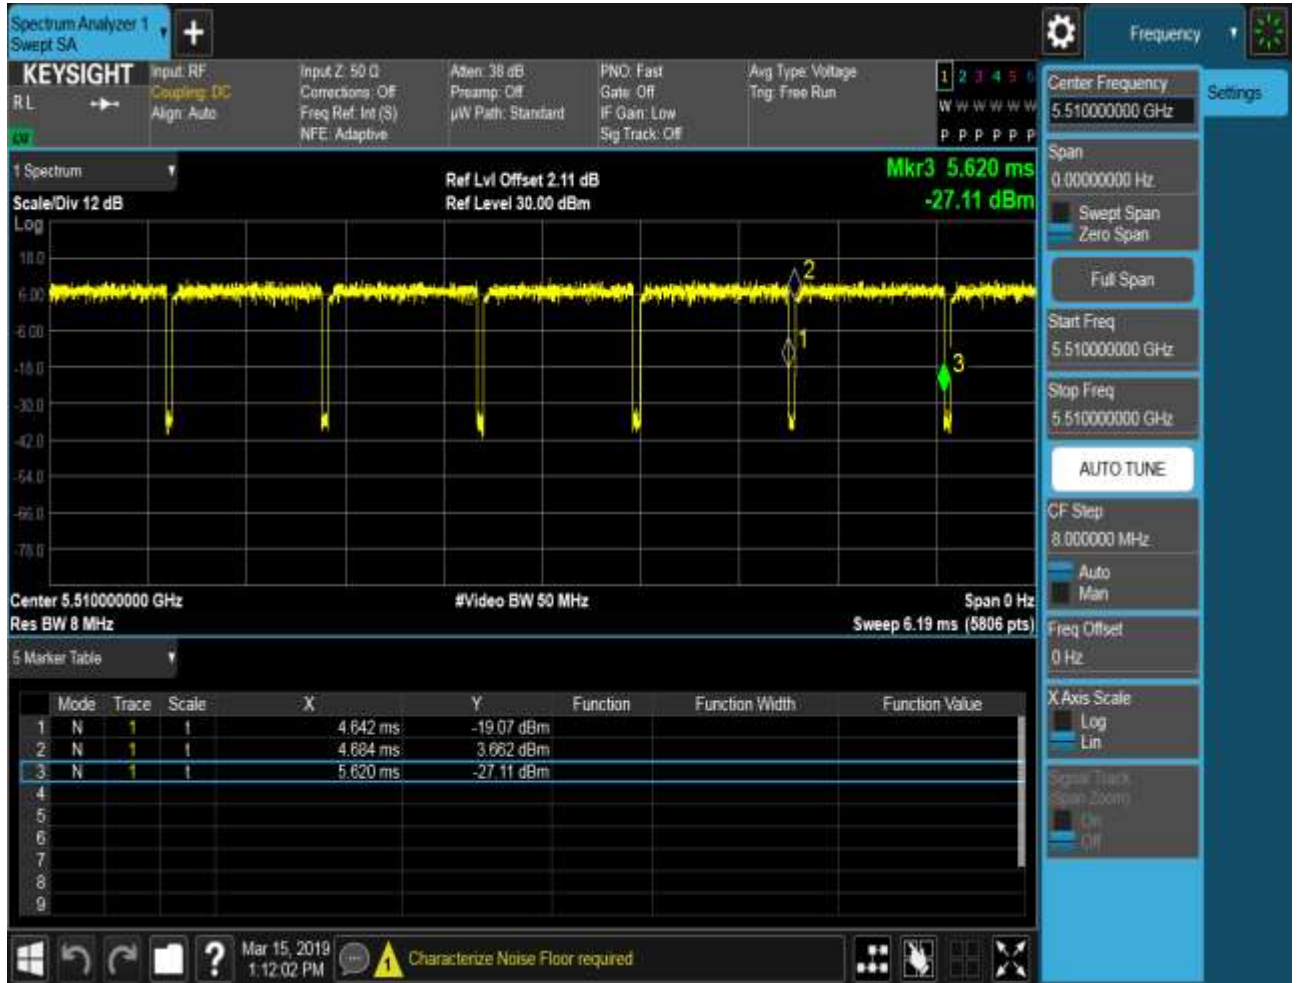 Spectrum Analyzer 1
Swept SA
+
Frequency
KEYSIGHT
R L
Input: RF
Coupling: DC
Align: Auto
Input Z: 50 Ω
Corrections: Off
Freq Ref: Int (S)
NFE: Adaptive
Atten: 38 dB
Preamp: Off
µW Path: Standard
PNO: Fast
Gate: Off
IF Gain: Low
Sig Track: Off
Avg Type: Voltage
Trig: Free Run
1 2 3 4 5 6
W W W W W W
P P P P P P
1 Spectrum
Scale/Div 12 dB
Ref Lvl Offset 2.11 dB
Ref Level 30.00 dBm
Mkr3 5.620 ms
-27.11 dBm
Log
18.0
6.00
-6.00
-18.0
-30.0
-42.0
-54.0
-66.0
-78.0
2
1
3
Center 5.510000000 GHz
#Video BW 50 MHz
Span 0 Hz
Res BW 8 MHz
Sweep 6.19 ms (5806 pts)
5 Marker Table
Mode Trace Scale X Y Function Function Width Function Value
1 N 1 t 4.642 ms -19.07 dBm
2 N 1 t 4.684 ms 3.662 dBm
3 N 1 t 5.620 ms -27.11 dBm
4
5
6
7
8
9
Mar 15, 2019
1:12:02 PM
?
1
Characterize Noise Floor required
Settings
Center Frequency
5.510000000 GHz
Span
0.00000000 Hz
Swept Span
Zero Span
Full Span
Start Freq
5.510000000 GHz
Stop Freq
5.510000000 GHz
AUTO TUNE
CF Step
8.000000 MHz
Auto
Man
Freq Offset
0 Hz
X Axis Scale
Log
Lin
Signal Track
(Span Zoom)
On
Off